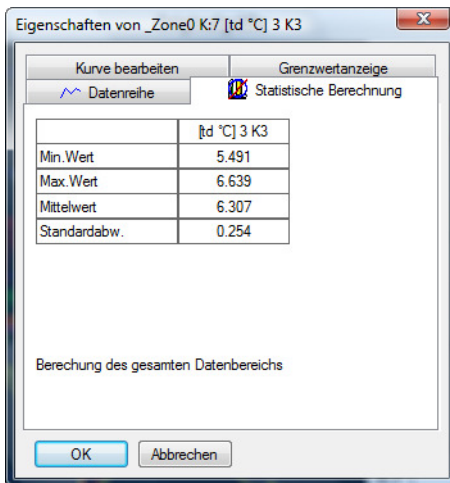 Eigenschaften von _Zone0 K:7 [td °C] 3 K3
Kurve bearbeiten Grenzwertanzeige
Datenreihe Statistische Berechnung
[td °C] 3 K3
Min.Wert 5.491
Max.Wert 6.639
Mittelwert 6.307
Standardabw. 0.254
Berechung des gesamten Datenbereichs
OK Abbrechen